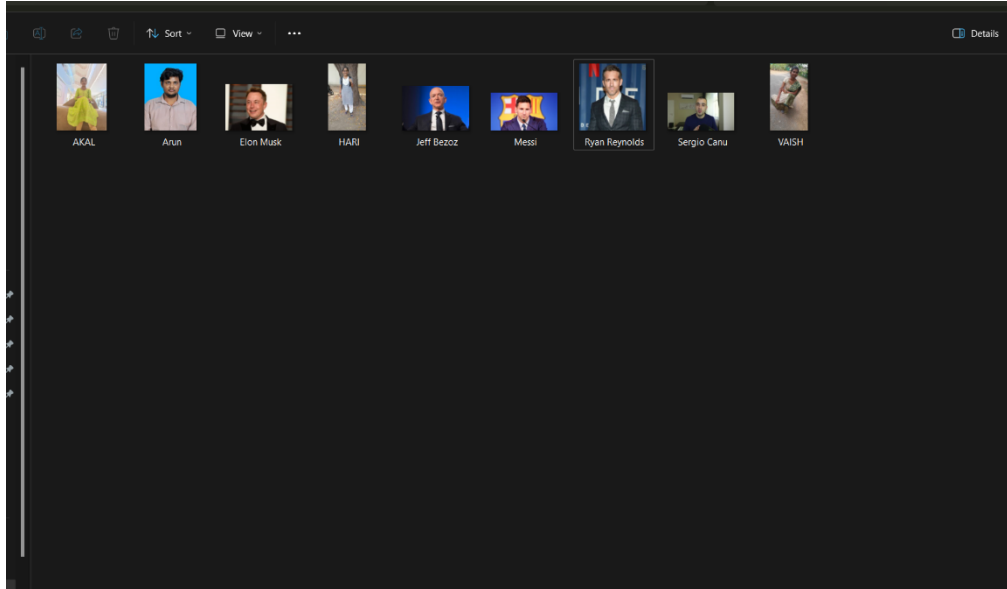 Sort
View
Details
AKAL
Arun
Elon Musk
HARI
Jeff Bezoz
Messi
Ryan Reynolds
Sergio Canu
VAISH